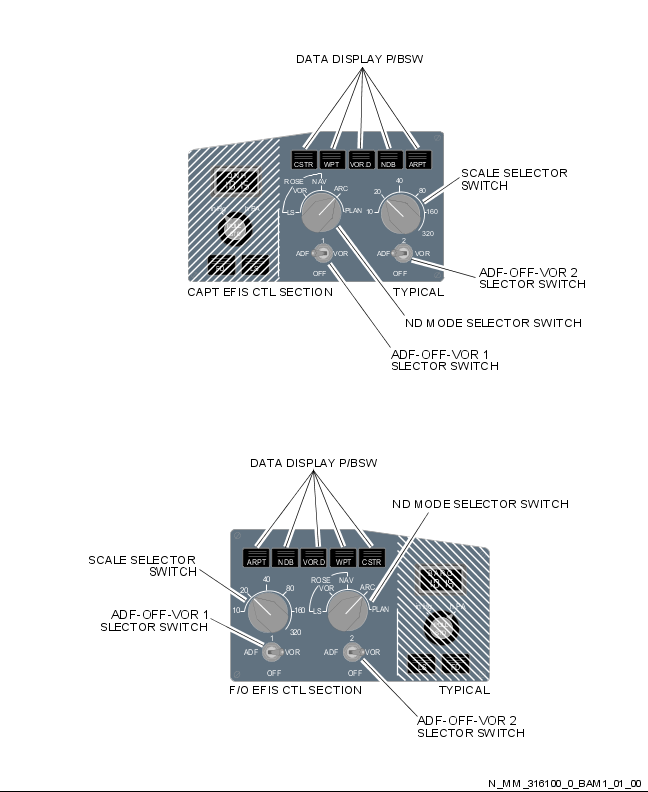 DATA DISPLAY P/BSW
CSTR WPT VOR.D NDB ARPT
SCALE SELECTOR
SWITCH
ROSE NAV
VOR ARC
LS PLAN
10 20 40 80 160 320
1
ADF VOR
OFF
2
ADF VOR
OFF
ADF-OFF-VOR 2
SLECTOR SWITCH
CAPT EFIS CTL SECTION TYPICAL
ND MODE SELECTOR SWITCH
ADF-OFF-VOR 1
SLECTOR SWITCH
DATA DISPLAY P/BSW
ND MODE SELECTOR SWITCH
ARPT NDB VOR.D WPT CSTR
SCALE SELECTOR
SWITCH
10 20 40 80 160 320
ROSE NAV
VOR ARC
LS PLAN
ADF-OFF-VOR 1
SLECTOR SWITCH
1
ADF VOR
OFF
2
ADF VOR
OFF
F/O EFIS CTL SECTION TYPICAL
ADF-OFF-VOR 2
SLECTOR SWITCH
N_MM_316100_0_BAM1_01_00